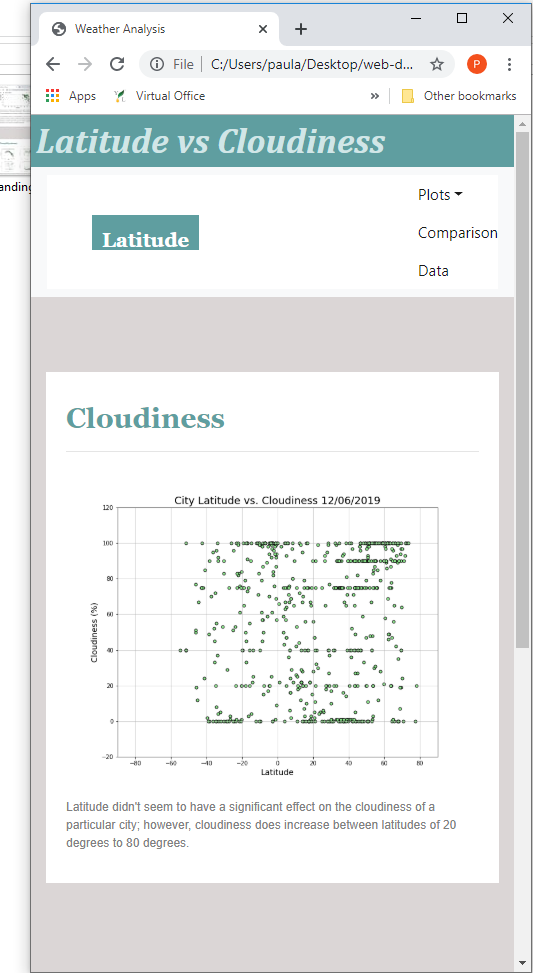 Weather Analysis
File
C:/Users/paula/Desktop/web-d...
P
Apps
Virtual Office
»
Other bookmarks
anding
Latitude vs Cloudiness
Latitude
Plots
Comparison
Data
Cloudiness
City Latitude vs. Cloudiness 12/06/2019
120
100
80
60
40
20
0
−20
Cloudiness (%)
−80 −60 −40 −20 0 20 40 60 80
Latitude
Latitude didn't seem to have a significant effect on the cloudiness of a
particular city; however, cloudiness does increase between latitudes of 20
degrees to 80 degrees.